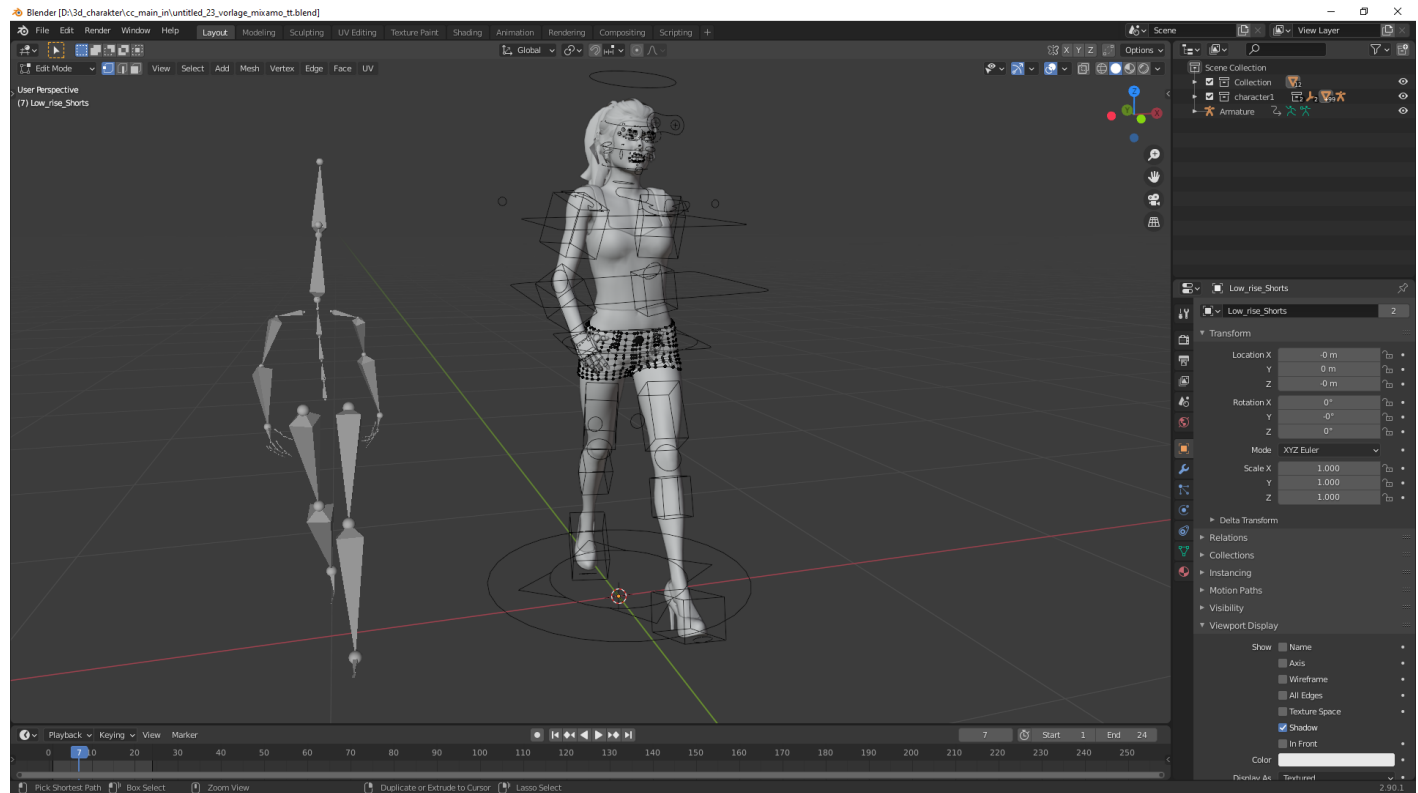 Blender [D:\3d_charakter\cc_main_in\untitled_23_vorlage_mixamo_tt.blend]
File Edit Render Window Help Layout Modeling Sculpting UV Editing Texture Paint Shading Animation Rendering Compositing Scripting + Scene View Layer
Global X Y Z Options
Edit Mode View Select Add Mesh Vertex Edge Face UV
User Perspective
(7) Low_rise_Shorts
Z
Y
X
Scene Collection
Collection 12
character1 99
Armature
Low_rise_Shorts
Low_rise_Shorts 2
Transform
Location X -0 m
Y 0 m
Z -0 m
Rotation X 0°
Y -0°
Z 0°
Mode XYZ Euler
Scale X 1.000
Y 1.000
Z 1.000
Delta Transform
Relations
Collections
Instancing
Motion Paths
Visibility
Viewport Display
Show Name
Axis
Wireframe
All Edges
Texture Space
Shadow
In Front
Color
Display As Textured
Playback Keying View Marker 7 Start 1 End 24
0 7 10 20 30 40 50 60 70 80 90 100 110 120 130 140 150 160 170 180 190 200 210 220 230 240 250
Pick Shortest Path Box Select Zoom View Duplicate or Extrude to Cursor Lasso Select 2.90.1